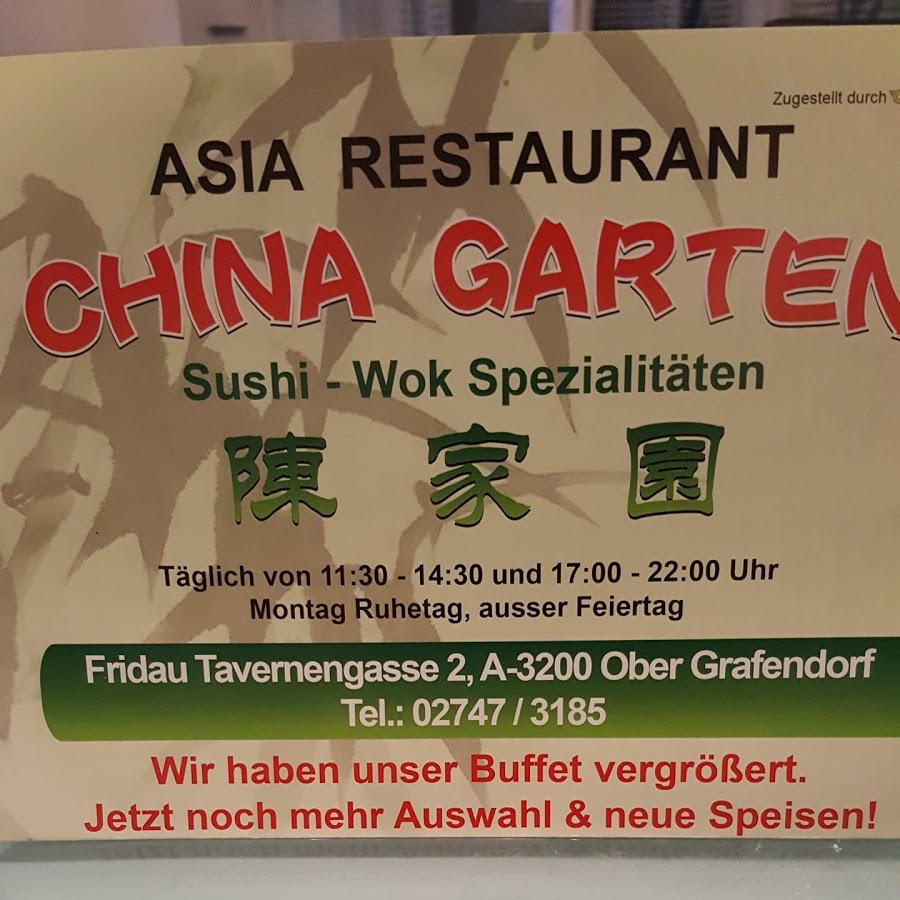 Zugestellt durch
ASIA RESTAURANT
CHINA GARTEN
Sushi - Wok Spezialitäten
陳家園
Täglich von 11:30 - 14:30 und 17:00 - 22:00 Uhr
Montag Ruhetag, ausser Feiertag
Fridau Tavernengasse 2, A-3200 Ober Grafendorf
Tel.: 02747 / 3185
Wir haben unser Buffet vergrößert.
Jetzt noch mehr Auswahl & neue Speisen!